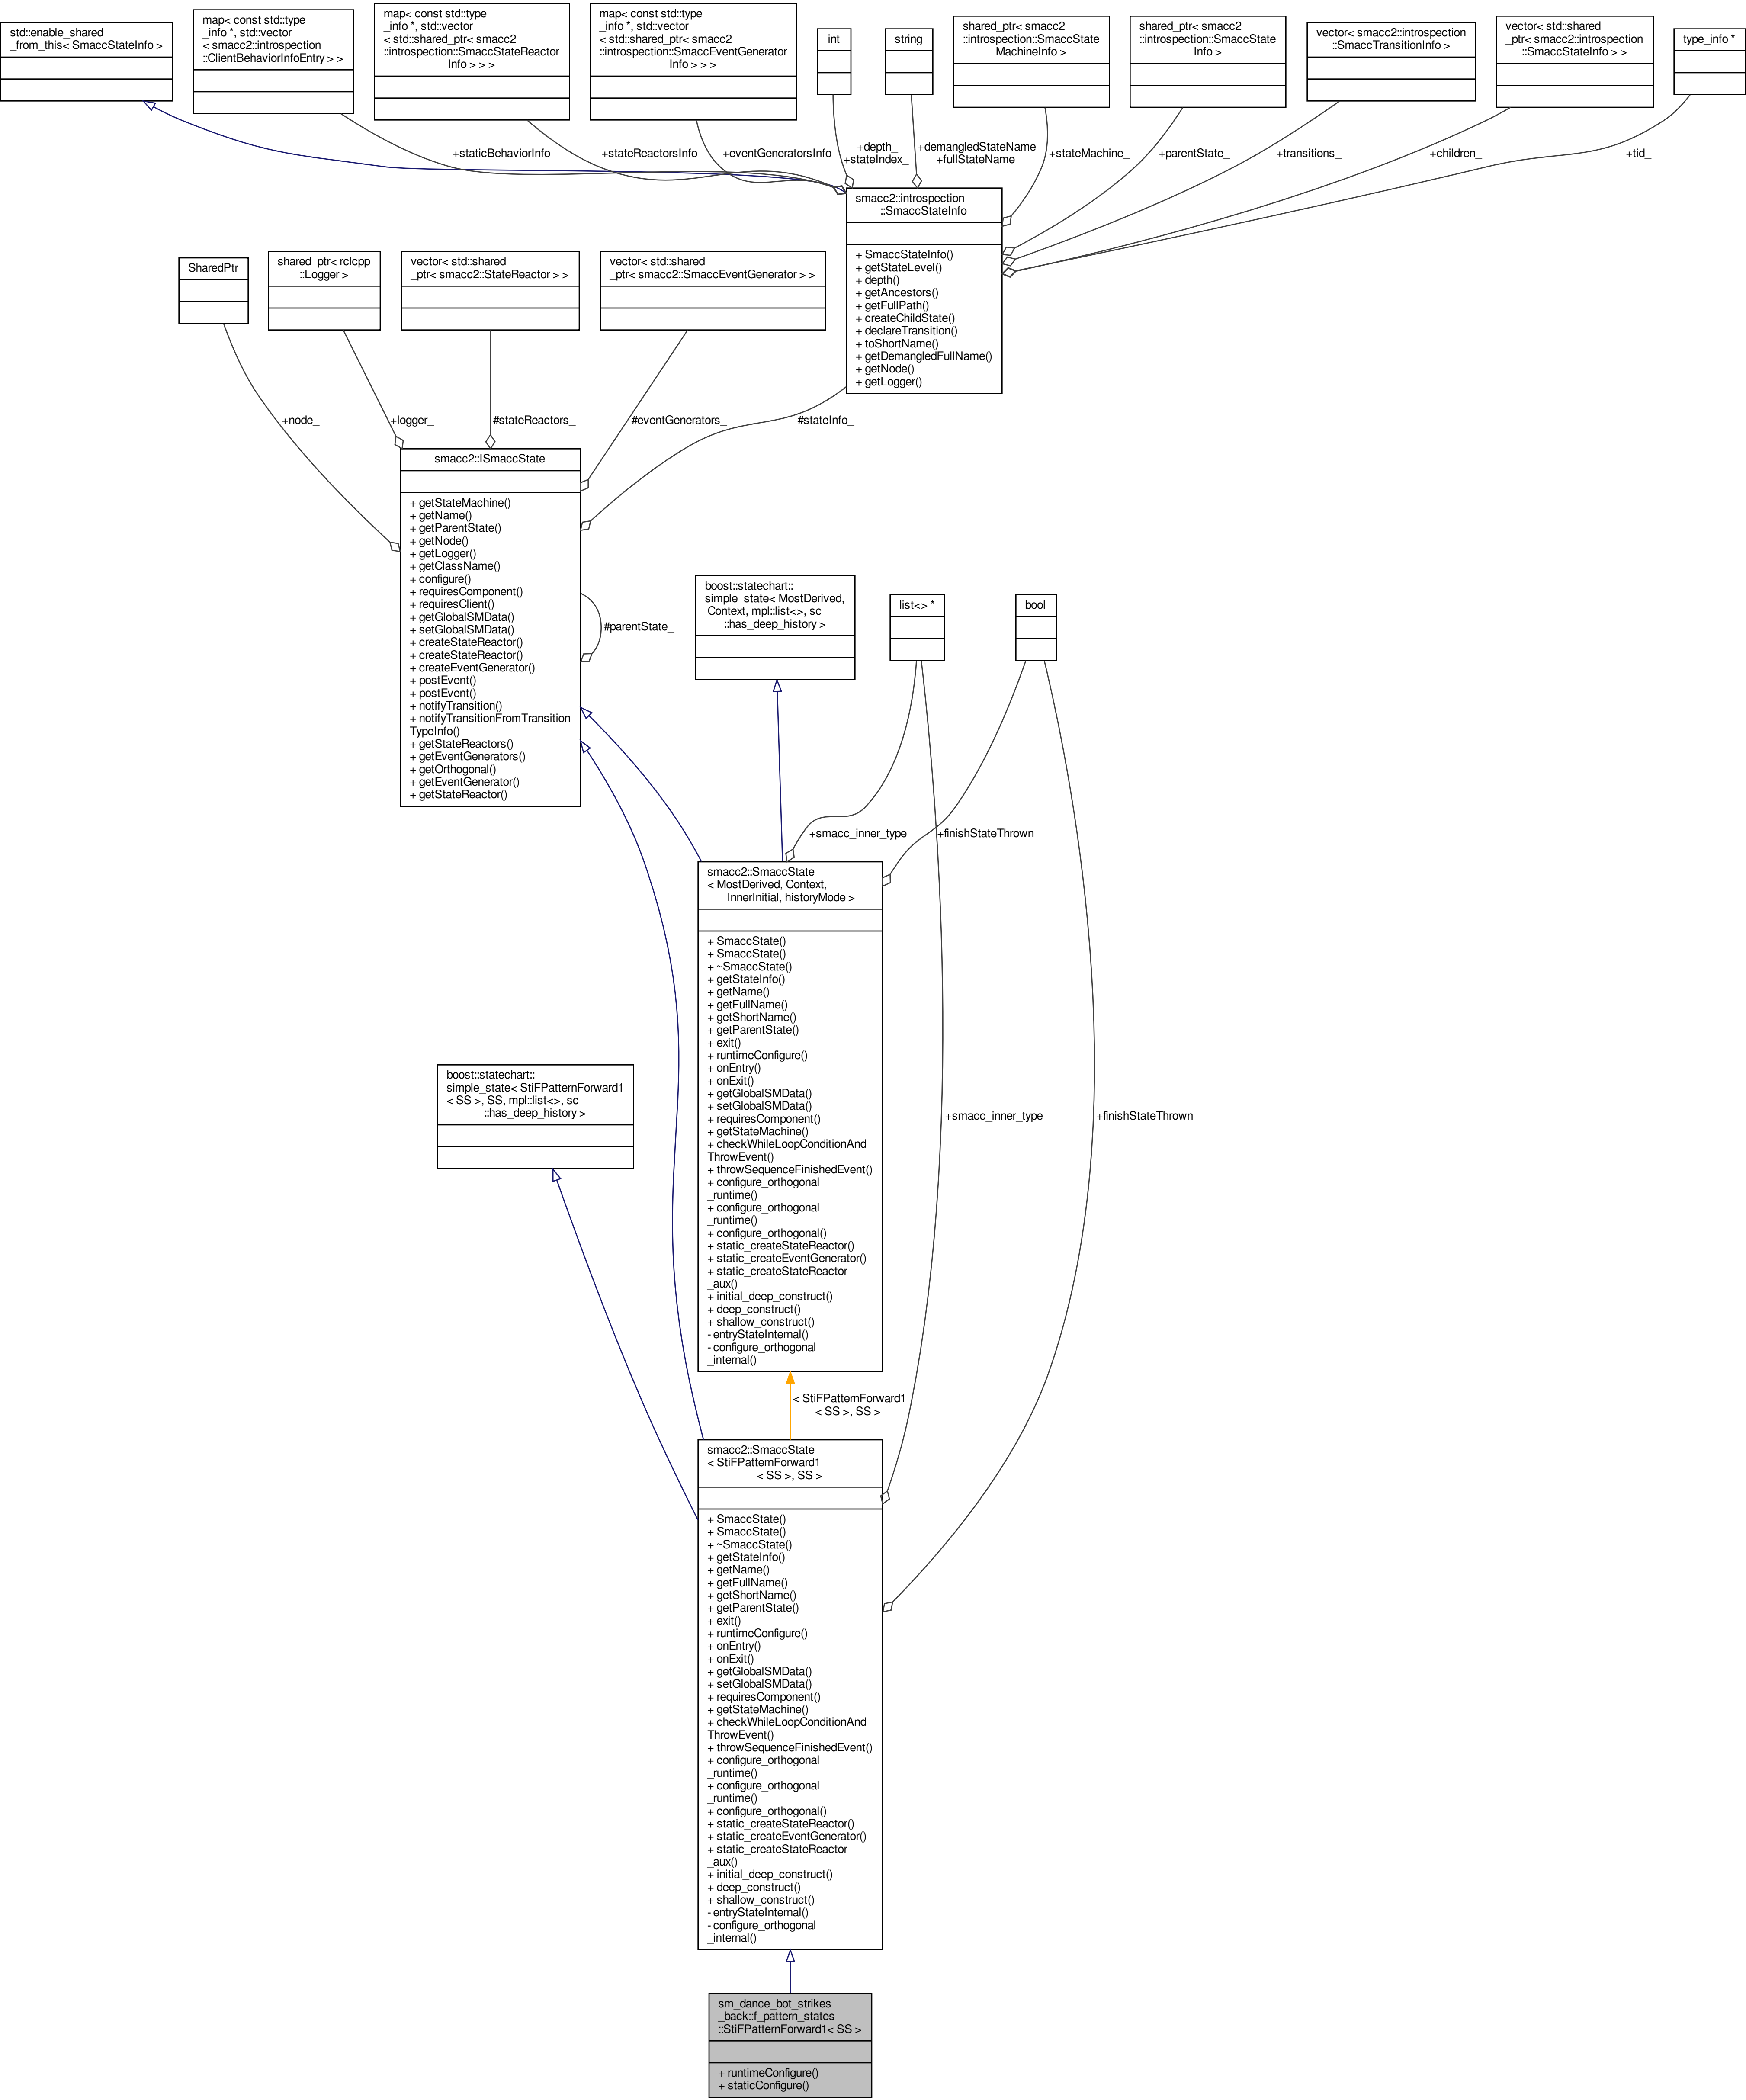 std::enable_shared
_from_this< SmaccStateInfo >
map< const std::type
_info *, std::vector
< smacc2::introspection
::ClientBehaviorInfoEntry > >
map< const std::type
_info *, std::vector
< std::shared_ptr< smacc2
::introspection::SmaccStateReactor
Info > > >
map< const std::type
_info *, std::vector
< std::shared_ptr< smacc2
::introspection::SmaccEventGenerator
Info > > >
int
string
shared_ptr< smacc2
::introspection::SmaccState
MachineInfo >
shared_ptr< smacc2
::introspection::SmaccState
Info >
vector< smacc2::introspection
::SmaccTransitionInfo >
vector< std::shared
_ptr< smacc2::introspection
::SmaccStateInfo > >
type_info *
+staticBehaviorInfo
+stateReactorsInfo
+eventGeneratorsInfo
+depth_
+stateIndex_
+demangledStateName
+fullStateName
+stateMachine_
+parentState_
+transitions_
+children_
+tid_
smacc2::introspection
::SmaccStateInfo
+ SmaccStateInfo()
+ getStateLevel()
+ depth()
+ getAncestors()
+ getFullPath()
+ createChildState()
+ declareTransition()
+ toShortName()
+ getDemangledFullName()
+ getNode()
+ getLogger()
SharedPtr
shared_ptr< rclcpp
::Logger >
vector< std::shared
_ptr< smacc2::StateReactor > >
vector< std::shared
_ptr< smacc2::SmaccEventGenerator > >
+node_
+logger_
#stateReactors_
#eventGenerators_
#stateInfo_
smacc2::ISmaccState
+ getStateMachine()
+ getName()
+ getParentState()
+ getNode()
+ getLogger()
+ getClassName()
+ configure()
+ requiresComponent()
+ requiresClient()
+ getGlobalSMData()
+ setGlobalSMData()
+ createStateReactor()
+ createStateReactor()
+ createEventGenerator()
+ postEvent()
+ postEvent()
+ notifyTransition()
+ notifyTransitionFromTransition
TypeInfo()
+ getStateReactors()
+ getEventGenerators()
+ getOrthogonal()
+ getEventGenerator()
+ getStateReactor()
#parentState_
boost::statechart::
simple_state< MostDerived,
Context, mpl::list<>, sc
::has_deep_history >
list<> *
bool
+smacc_inner_type
+finishStateThrown
smacc2::SmaccState
< MostDerived, Context,
InnerInitial, historyMode >
+ SmaccState()
+ SmaccState()
+ ~SmaccState()
+ getStateInfo()
+ getName()
+ getFullName()
+ getShortName()
+ getParentState()
+ exit()
+ runtimeConfigure()
+ onEntry()
+ onExit()
+ getGlobalSMData()
+ setGlobalSMData()
+ requiresComponent()
+ getStateMachine()
+ checkWhileLoopConditionAnd
ThrowEvent()
+ throwSequenceFinishedEvent()
+ configure_orthogonal
_runtime()
+ configure_orthogonal
_runtime()
+ configure_orthogonal()
+ static_createStateReactor()
+ static_createEventGenerator()
+ static_createStateReactor
_aux()
+ initial_deep_construct()
+ deep_construct()
+ shallow_construct()
- entryStateInternal()
- configure_orthogonal
_internal()
boost::statechart::
simple_state< StiFPatternForward1
< SS >, SS, mpl::list<>, sc
::has_deep_history >
+smacc_inner_type
+finishStateThrown
< StiFPatternForward1
< SS >, SS >
smacc2::SmaccState
< StiFPatternForward1
< SS >, SS >
+ SmaccState()
+ SmaccState()
+ ~SmaccState()
+ getStateInfo()
+ getName()
+ getFullName()
+ getShortName()
+ getParentState()
+ exit()
+ runtimeConfigure()
+ onEntry()
+ onExit()
+ getGlobalSMData()
+ setGlobalSMData()
+ requiresComponent()
+ getStateMachine()
+ checkWhileLoopConditionAnd
ThrowEvent()
+ throwSequenceFinishedEvent()
+ configure_orthogonal
_runtime()
+ configure_orthogonal
_runtime()
+ configure_orthogonal()
+ static_createStateReactor()
+ static_createEventGenerator()
+ static_createStateReactor
_aux()
+ initial_deep_construct()
+ deep_construct()
+ shallow_construct()
- entryStateInternal()
- configure_orthogonal
_internal()
sm_dance_bot_strikes
_back::f_pattern_states
::StiFPatternForward1< SS >
+ runtimeConfigure()
+ staticConfigure()